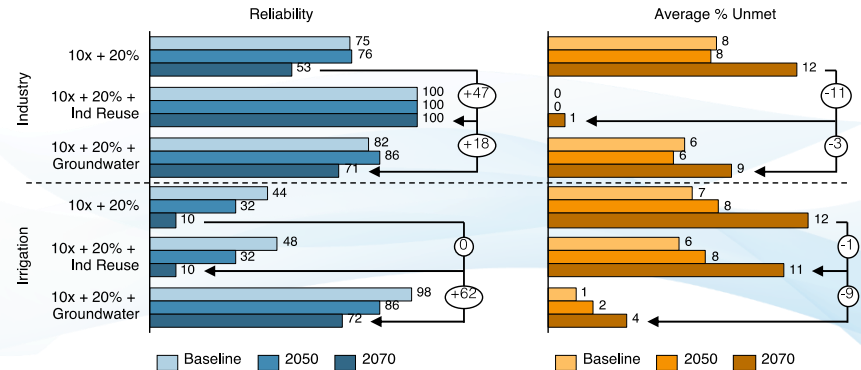 Reliability
Average % Unmet
Industry
10x + 20%
75
76
53
8
8
12
10x + 20% +
Ind Reuse
100
100
100
+47
0
0
1
-11
10x + 20% +
Groundwater
82
86
71
+18
6
6
9
-3
Irrigation
10x + 20%
44
32
10
7
8
12
10x + 20% +
Ind Reuse
48
32
10
0
6
8
11
-1
10x + 20% +
Groundwater
98
86
72
+62
1
2
4
-9
Baseline 2050 2070
Baseline 2050 2070